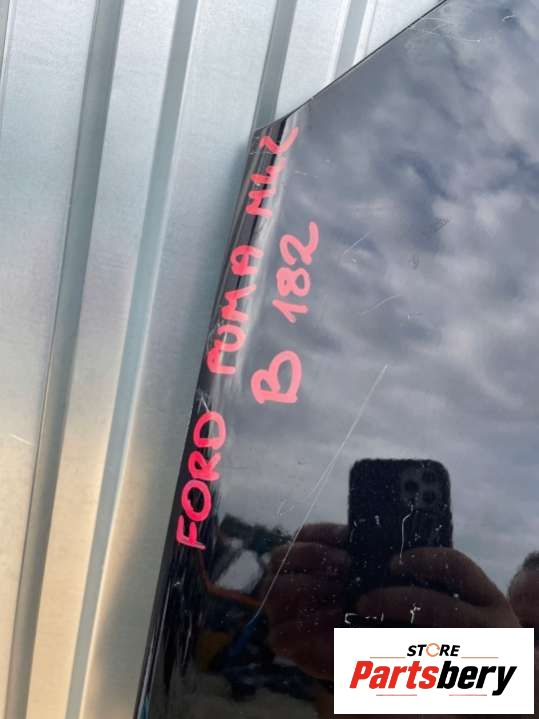 FORD PUMA MK2
B 182
STORE
Partsbery